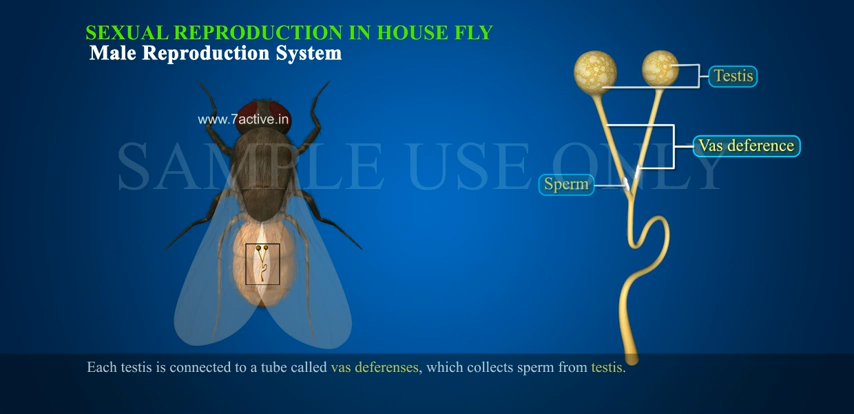 SEXUAL REPRODUCTION IN HOUSE FLY
Male Reproduction System
www.7active.in
Testis
SAMPLE USE ONLY
Vas deference
Sperm
Each testis is connected to a tube called vas deferenses, which collects sperm from testis.